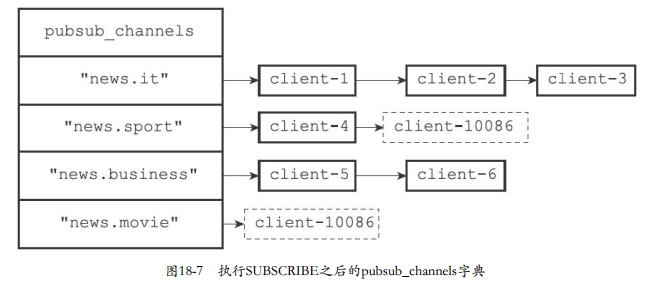 pubsub_channels
"news.it" client-1 client-2 client-3
"news.sport" client-4 client-10086
"news.business" client-5 client-6
"news.movie" client-10086
图18-7 执行SUBSCRIBE之后的pubsub_channels字典